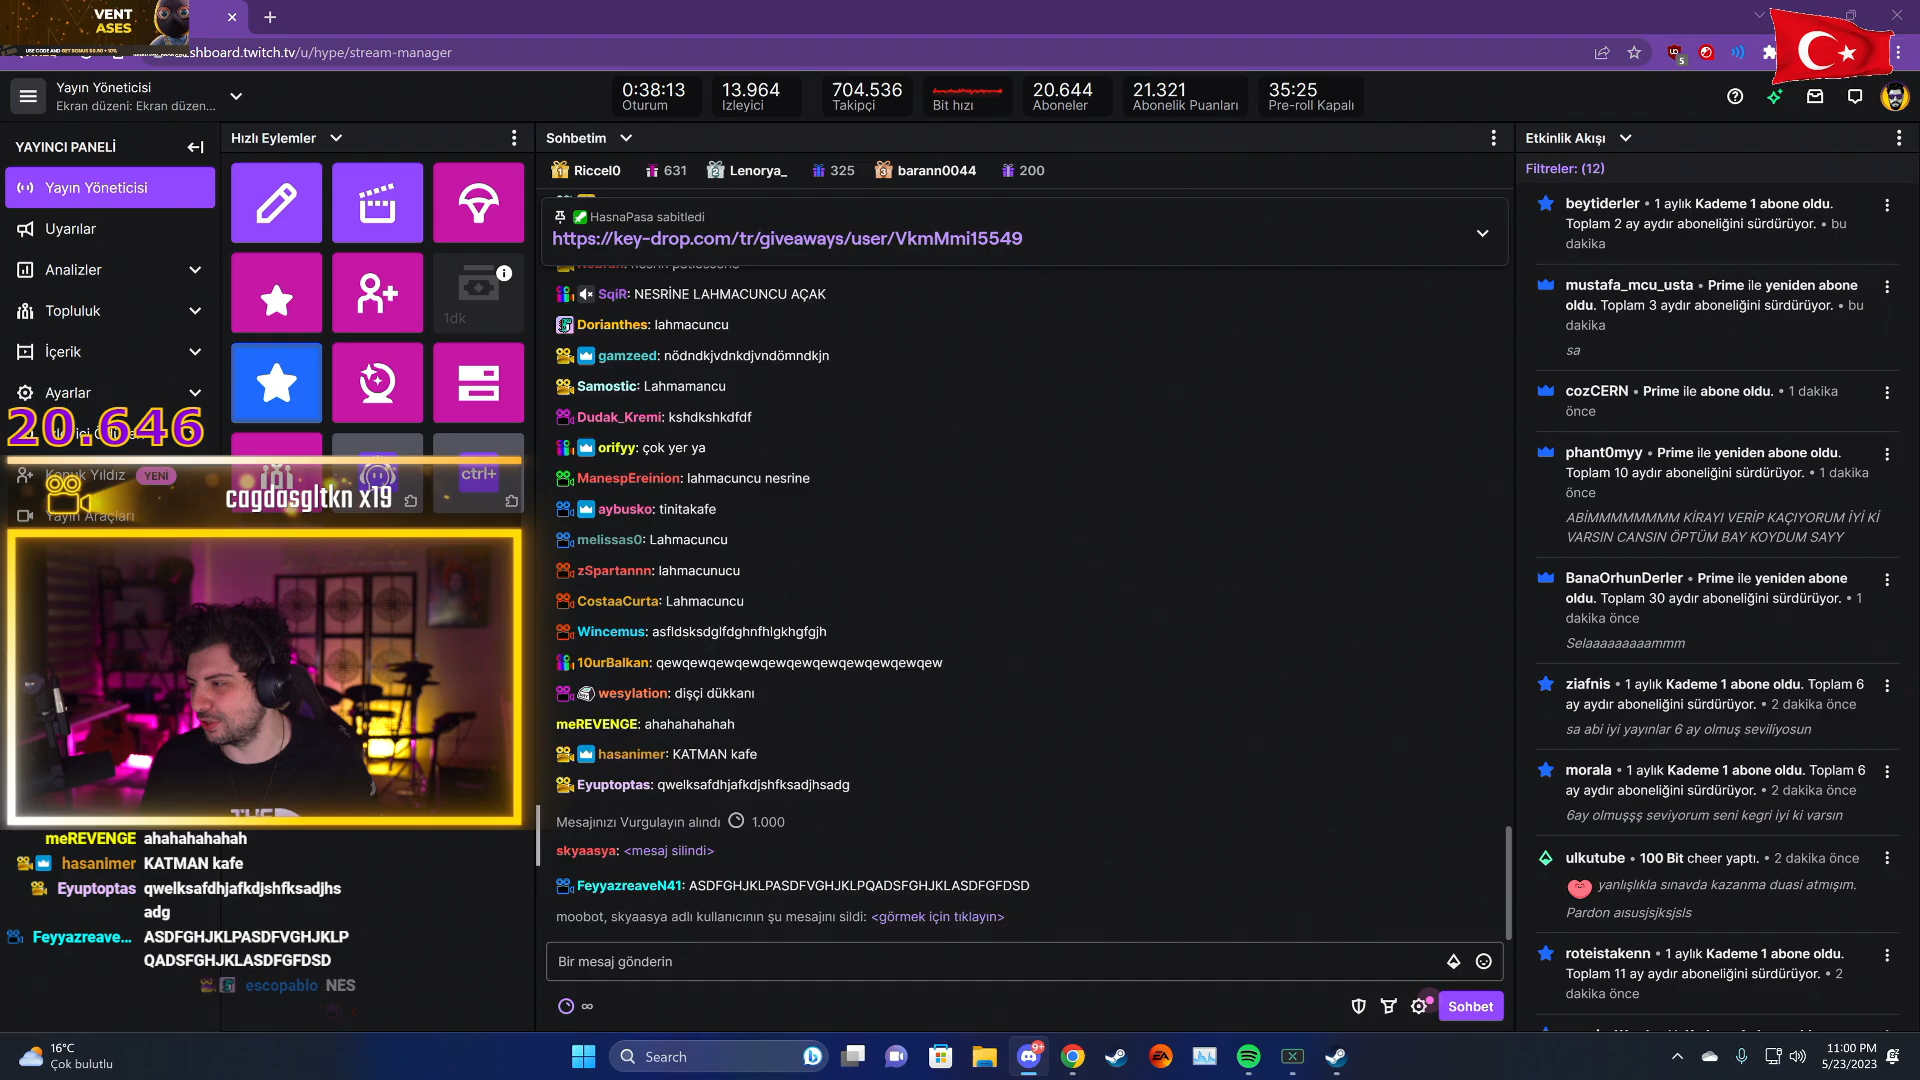 VENT
ASES
USE CODE AND GET BONUS $0.50 + 10%
shboard.twitch.tv/u/hype/stream-manager
Yayın Yöneticisi
Ekran düzeni: Ekran düzen...
0:38:13
Oturum
13.964
İzleyici
704.536
Takipçi
Bit hızı
20.644
Aboneler
21.321
Abonelik Puanları
35:25
Pre-roll Kapalı
YAYINCI PANELİ
Yayın Yöneticisi
Uyarılar
Analizler
Topluluk
İçerik
Ayarlar
20.646
Konuk Yıldız YENİ
Yayın Araçları
cagdasgltkn x19
Hızlı Eylemler
1dk
ctrl+
Sohbetim
Riccel0 631 Lenorya_ 325 barann0044 200
HasnaPasa sabitledi
https://key-drop.com/tr/giveaways/user/VkmMmi15549
SqiR: NESRİNE LAHMACUNCU AÇAK
Dorianthes: lahmacuncu
gamzeed: nödndkjvdnkdjvndömndkjn
Samostic: Lahmamancu
Dudak_Kremi: kshdkshkdfdf
orifyy: çok yer ya
ManespEreinion: lahmacuncu nesrine
aybusko: tinitakafe
melissas0: Lahmacuncu
zSpartannn: lahmacunucu
CostaaCurta: Lahmacuncu
Wincemus: asfldsksdglfdghnfhlgkhgfgjh
10urBalkan: qewqewqewqewqewqewqewqewqewqewqew
wesylation: dişçi dükkanı
meREVENGE: ahahahahahah
hasanimer: KATMAN kafe
Eyuptoptas: qwelksafdhjafkdjshfksadjhsadg
Mesajınızı Vurgulayın alındı 1.000
skyaasya: <mesaj silindi>
FeyyazreaveN41: ASDFGHJKLPASDFVGHJKLPQADSFGHJKLASDFGFDSD
moobot, skyaasya adlı kullanıcının şu mesajını sildi: <görmek için tıklayın>
Bir mesaj gönderin
∞
Sohbet
Etkinlik Akışı
Filtreler: (12)
beytiderler • 1 aylık Kademe 1 abone oldu.
Toplam 2 ay aydır aboneliğini sürdürüyor. • bu
dakika
mustafa_mcu_usta • Prime ile yeniden abone
oldu. Toplam 3 aydır aboneliğini sürdürüyor. • bu
dakika
sa
cozCERN • Prime ile abone oldu. • 1 dakika
önce
phant0myy • Prime ile yeniden abone oldu.
Toplam 10 aydır aboneliğini sürdürüyor. • 1 dakika
önce
ABİMMMMMMMM KİRAYI VERİP KAÇIYORUM İYİ Kİ
VARSIN CANSIN ÖPTÜM BAY KOYDUM SAYY
BanaOrhunDerler • Prime ile yeniden abone
oldu. Toplam 30 aydır aboneliğini sürdürüyor. • 1
dakika önce
Selaaaaaaaaammm
ziafnis • 1 aylık Kademe 1 abone oldu. Toplam 6
ay aydır aboneliğini sürdürüyor. • 2 dakika önce
sa abi iyi yayınlar 6 ay olmuş seviliyosun
morala • 1 aylık Kademe 1 abone oldu. Toplam 6
ay aydır aboneliğini sürdürüyor. • 2 dakika önce
6ay olmuşşş seviyorum seni kegri iyi ki varsın
ulkutube • 100 Bit cheer yaptı. • 2 dakika önce
yanlışlıkla sınavda kazanma duasi atmışım.
Pardon aısusjsjksjsls
roteistakenn • 1 aylık Kademe 1 abone oldu.
Toplam 11 ay aydır aboneliğini sürdürüyor. • 2
dakika önce
meREVENGE ahahahahahah
hasanimer KATMAN kafe
Eyuptoptas qwelksafdhjafkdjshfksadjhs
adg
Feyyazreave... ASDFGHJKLPASDFVGHJKLP
QADSFGHJKLASDFGFDSD
escopablo NES
16°C
Çok bulutlu
Search
9+
11:00 PM
5/23/2023